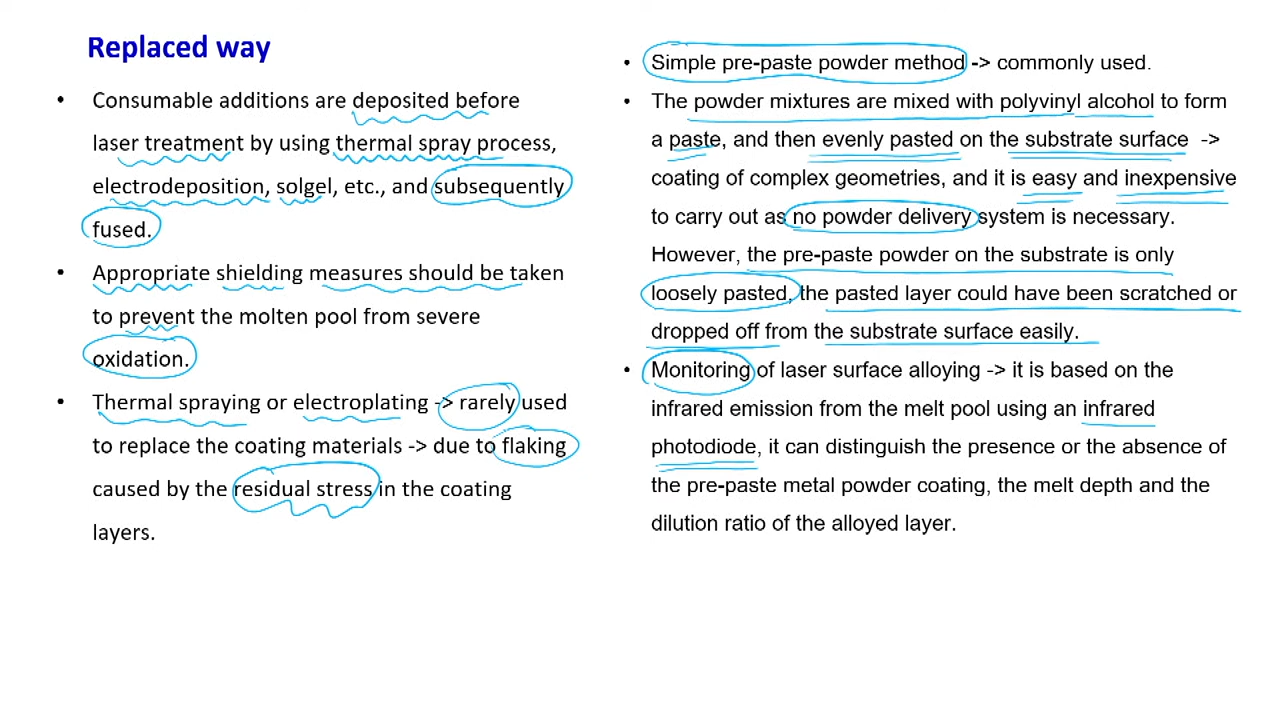 Replaced way
• Consumable additions are deposited before
laser treatment by using thermal spray process,
electrodeposition, solgel, etc., and subsequently
fused.
• Appropriate shielding measures should be taken
to prevent the molten pool from severe
oxidation.
• Thermal spraying or electroplating -> rarely used
to replace the coating materials -> due to flaking
caused by the residual stress in the coating
layers.
• Simple pre-paste powder method -> commonly used.
• The powder mixtures are mixed with polyvinyl alcohol to form
a paste, and then evenly pasted on the substrate surface ->
coating of complex geometries, and it is easy and inexpensive
to carry out as no powder delivery system is necessary.
However, the pre-paste powder on the substrate is only
loosely pasted, the pasted layer could have been scratched or
dropped off from the substrate surface easily.
• Monitoring of laser surface alloying -> it is based on the
infrared emission from the melt pool using an infrared
photodiode, it can distinguish the presence or the absence of
the pre-paste metal powder coating, the melt depth and the
dilution ratio of the alloyed layer.